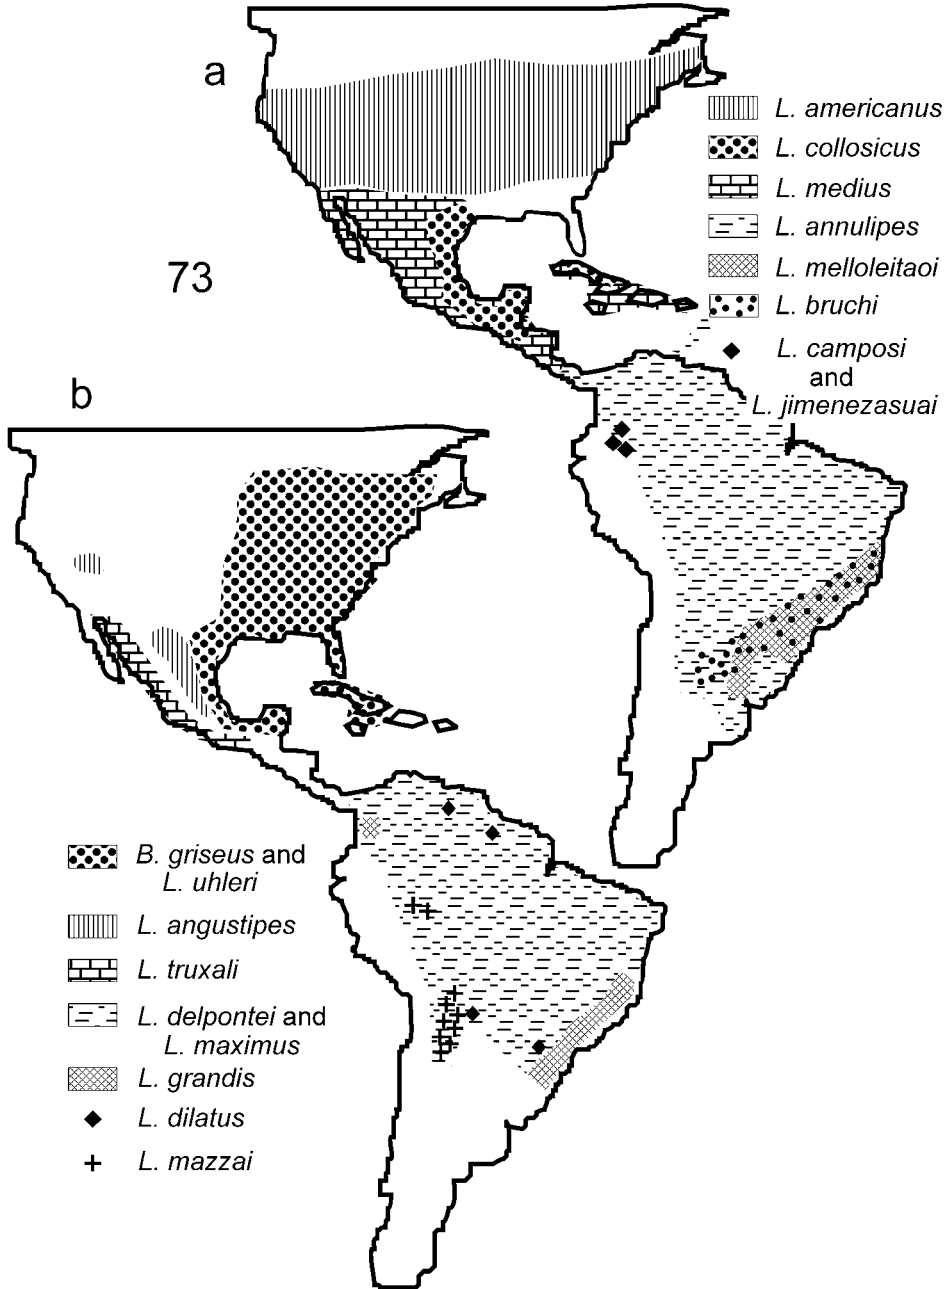 a
L. americanus
L. collosicus
L. medius
L. annulipes
L. melloleitaoi
L. bruchi
L. camposi
and
L. jimenezasuai
73
b
B. griseus and
L. uhleri
L. angustipes
L. truxali
L. delpontei and
L. maximus
L. grandis
L. dilatus
L. mazzai